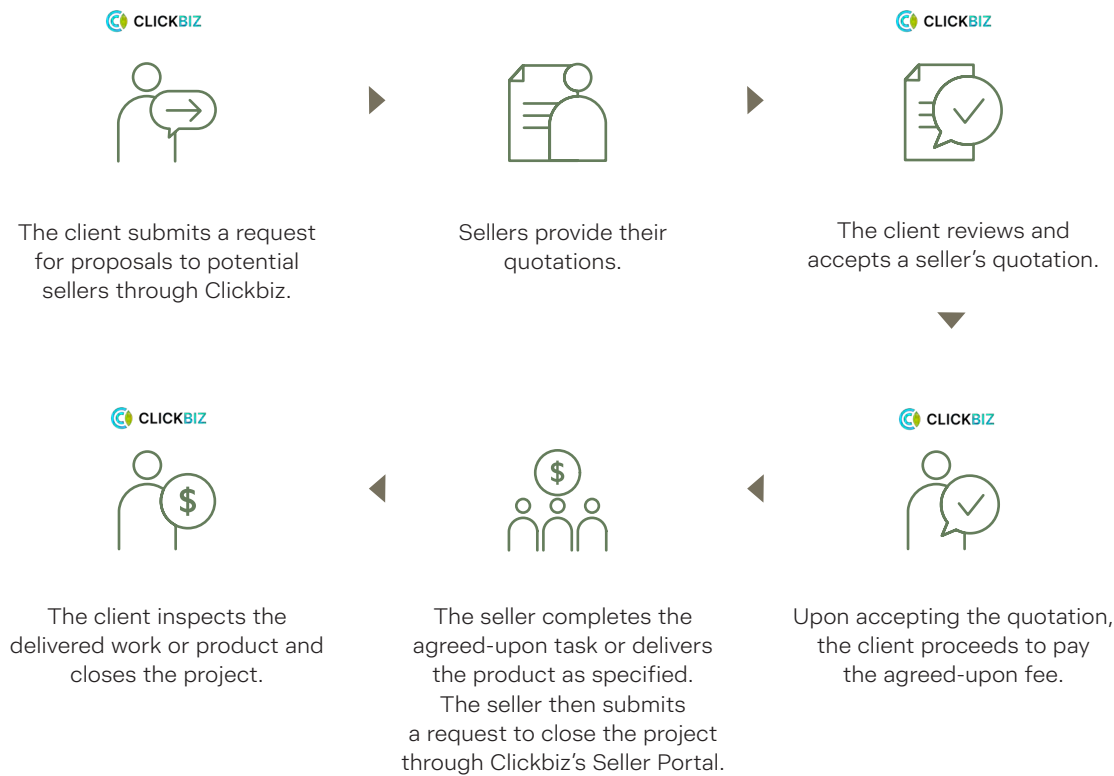 CLICKBIZ
The client submits a request
for proposals to potential
sellers through Clickbiz.
Sellers provide their
quotations.
CLICKBIZ
The client reviews and
accepts a seller’s quotation.
CLICKBIZ
Upon accepting the quotation,
the client proceeds to pay
the agreed-upon fee.
$
The seller completes the
agreed-upon task or delivers
the product as specified.
The seller then submits
a request to close the project
through Clickbiz’s Seller Portal.
CLICKBIZ
$
The client inspects the
delivered work or product and
closes the project.